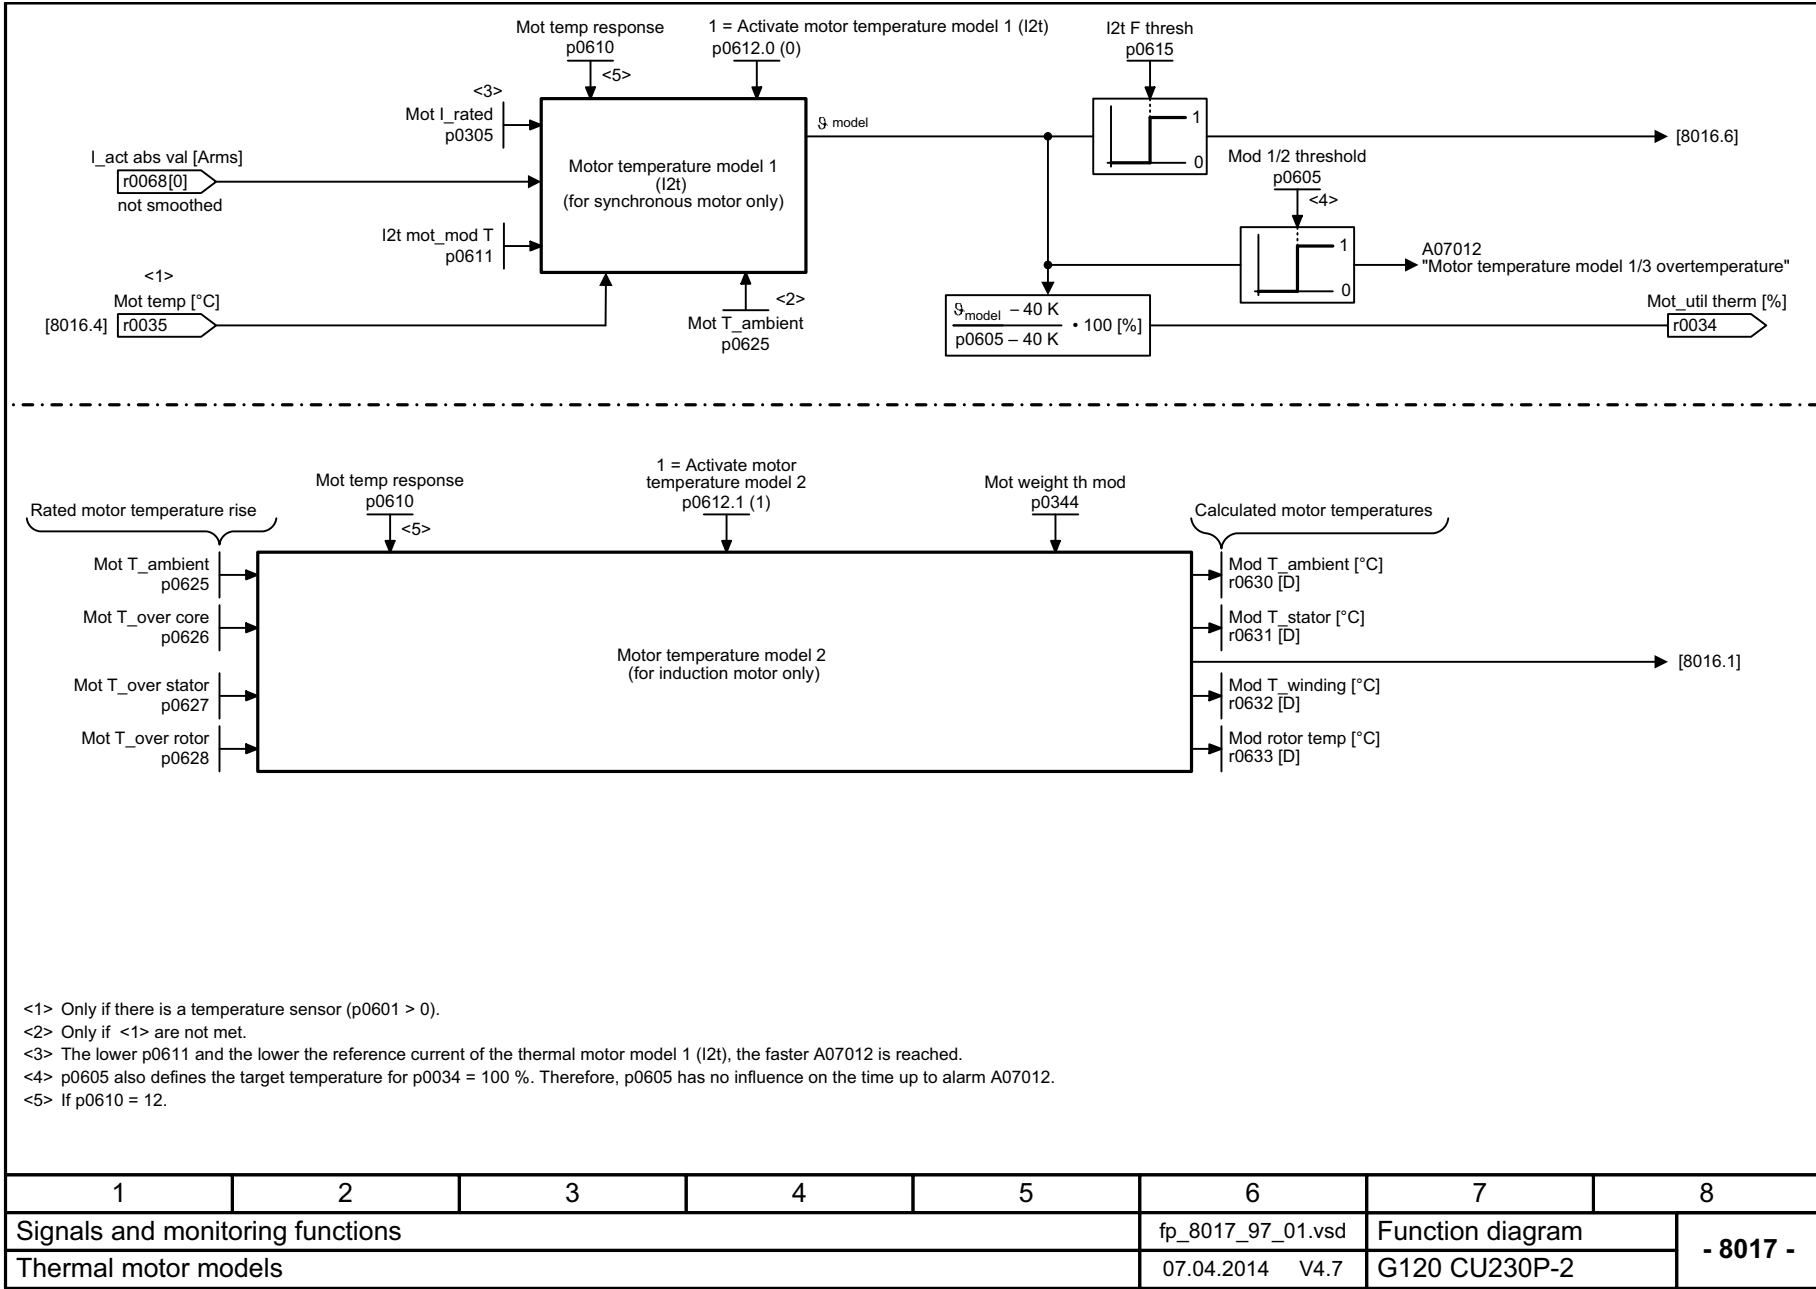 Mot temp response
p0610
<5>
1 = Activate motor temperature model 1 (I2t)
p0612.0 (0)
I2t F thresh
p0615
<3>
Mot I_rated
p0305
I_act abs val [Arms]
r0068[0]
not smoothed
I2t mot_mod T
p0611
<1>
Mot temp [°C]
[8016.4]
r0035
Motor temperature model 1
(I2t)
(for synchronous motor only)
<2>
Mot T_ambient
p0625
ϑ model
1
0
[8016.6]
Mod 1/2 threshold
p0605
<4>
1
0
A07012
"Motor temperature model 1/3 overtemperature"
ϑmodel – 40 K
p0605 – 40 K
• 100 [%]
Mot_util therm [%]
r0034
Rated motor temperature rise
Mot temp response
p0610
<5>
1 = Activate motor
temperature model 2
p0612.1 (1)
Mot weight th mod
p0344
Calculated motor temperatures
Mot T_ambient
p0625
Mot T_over core
p0626
Mot T_over stator
p0627
Mot T_over rotor
p0628
Motor temperature model 2
(for induction motor only)
Mod T_ambient [°C]
r0630 [D]
Mod T_stator [°C]
r0631 [D]
[8016.1]
Mod T_winding [°C]
r0632 [D]
Mod rotor temp [°C]
r0633 [D]
<1> Only if there is a temperature sensor (p0601 > 0).
<2> Only if <1> are not met.
<3> The lower p0611 and the lower the reference current of the thermal motor model 1 (I2t), the faster A07012 is reached.
<4> p0605 also defines the target temperature for p0034 = 100 %. Therefore, p0605 has no influence on the time up to alarm A07012.
<5> If p0610 = 12.
1 2 3 4 5 6 7 8
Signals and monitoring functions
fp_8017_97_01.vsd
Function diagram
- 8017 -
Thermal motor models
07.04.2014 V4.7
G120 CU230P-2